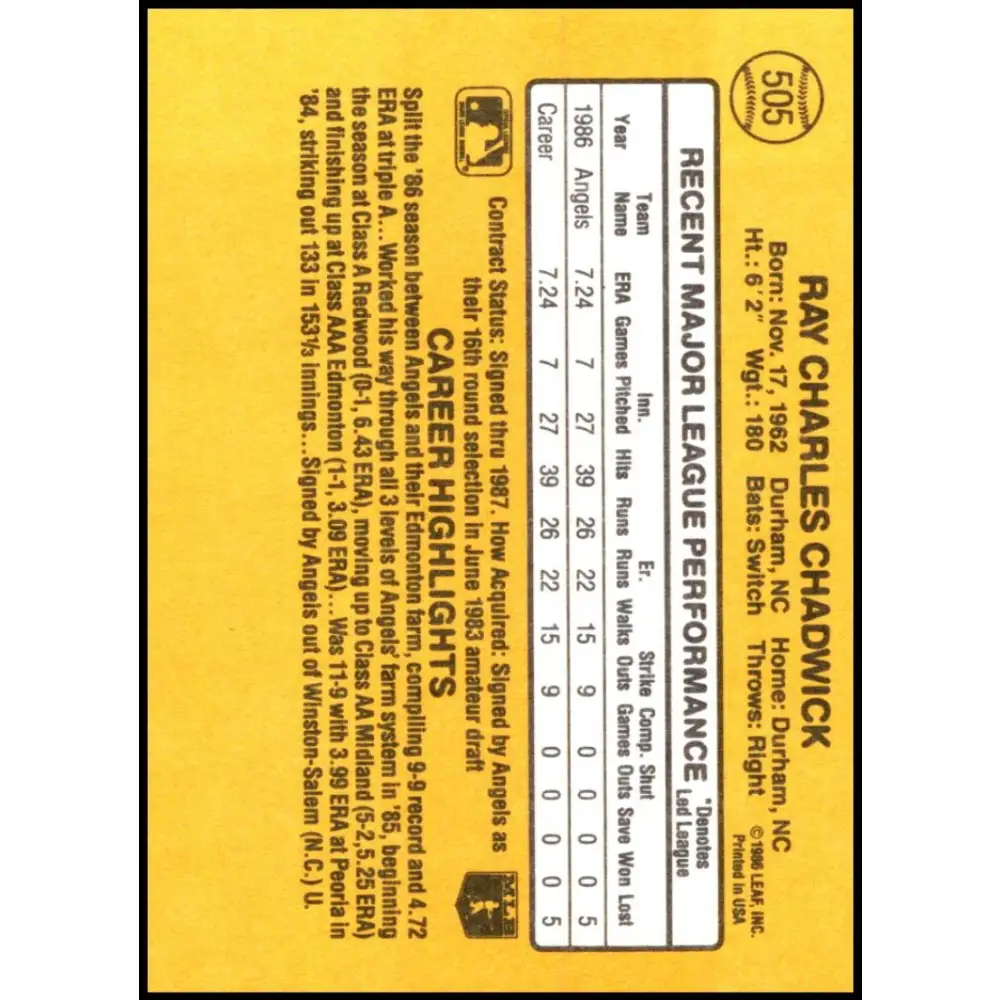 505
RAY CHARLES CHADWICK
Born: Nov. 17, 1962 Durham, NC Home: Durham, NC
Ht.: 6'2" Wgt.: 180 Bats: Switch Throws: Right
©1986 LEAF, INC.
Printed in USA
RECENT MAJOR LEAGUE PERFORMANCE
*Denotes
Led League
Team Inn. Er. Strike Comp. Shut
Year Name ERA Games Pitched Hits Runs Runs Walks Outs Games Outs Save Won Lost
1986 Angels 7.24 7 27 39 26 22 15 9 0 0 0 0 5
Career 7.24 7 27 39 26 22 15 9 0 0 0 0 5
Contract Status: Signed thru 1987. How Acquired: Signed by Angels as
their 16th round selection in June 1983 amateur draft
MLB
CAREER HIGHLIGHTS
Split the '86 season between Angels and their Edmonton farm, compiling 9-9 record and 4.72
ERA at triple A... Worked his way through all 3 levels of Angels' farm system in '85, beginning
the season at Class A Redwood (0-1, 6.43 ERA), moving up to Class AA Midland (5-2, 5.25 ERA)
and finishing up at Class AAA Edmonton (1-1, 3.09 ERA)... Was 11-9 with 3.99 ERA at Peoria in
'84, striking out 133 in 153⅓ innings... Signed by Angels out of Winston-Salem (N.C.) U.